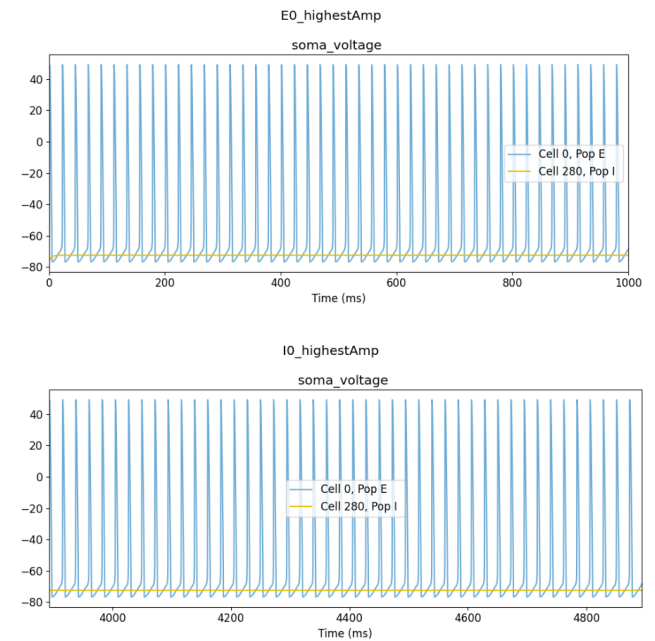 E0_highestAmp
soma_voltage
40
20
0
−20
−40
−60
−80
Cell 0, Pop E
Cell 280, Pop I
0 200 400 600 800 1000
Time (ms)
I0_highestAmp
soma_voltage
40
20
0
−20
−40
−60
−80
Cell 0, Pop E
Cell 280, Pop I
4000 4200 4400 4600 4800
Time (ms)